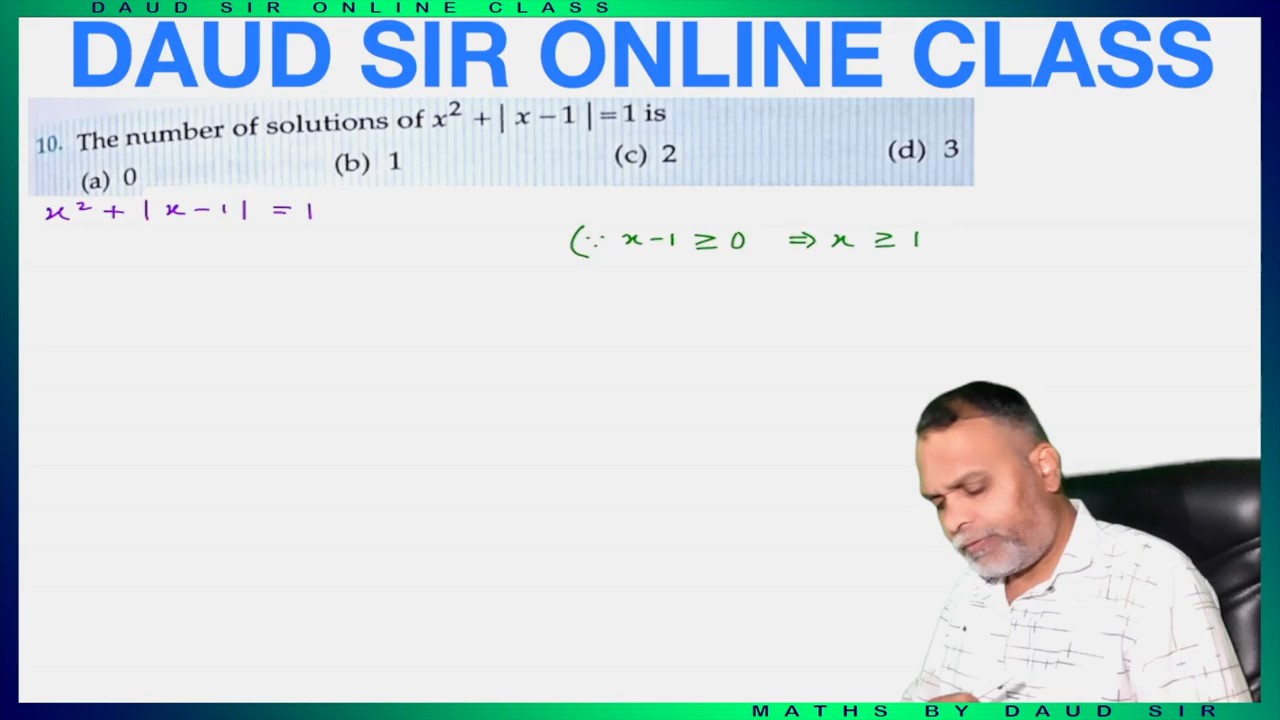 DAUD SIR ONLINE CLASS
DAUD SIR ONLINE CLASS
10. The number of solutions of x² + | x – 1 | = 1 is
(a) 0 (b) 1 (c) 2 (d) 3
x² + | x – 1 | = 1
(∵ x – 1 ≥ 0 ⇒ x ≥ 1
MATHS BY DAUD SIR